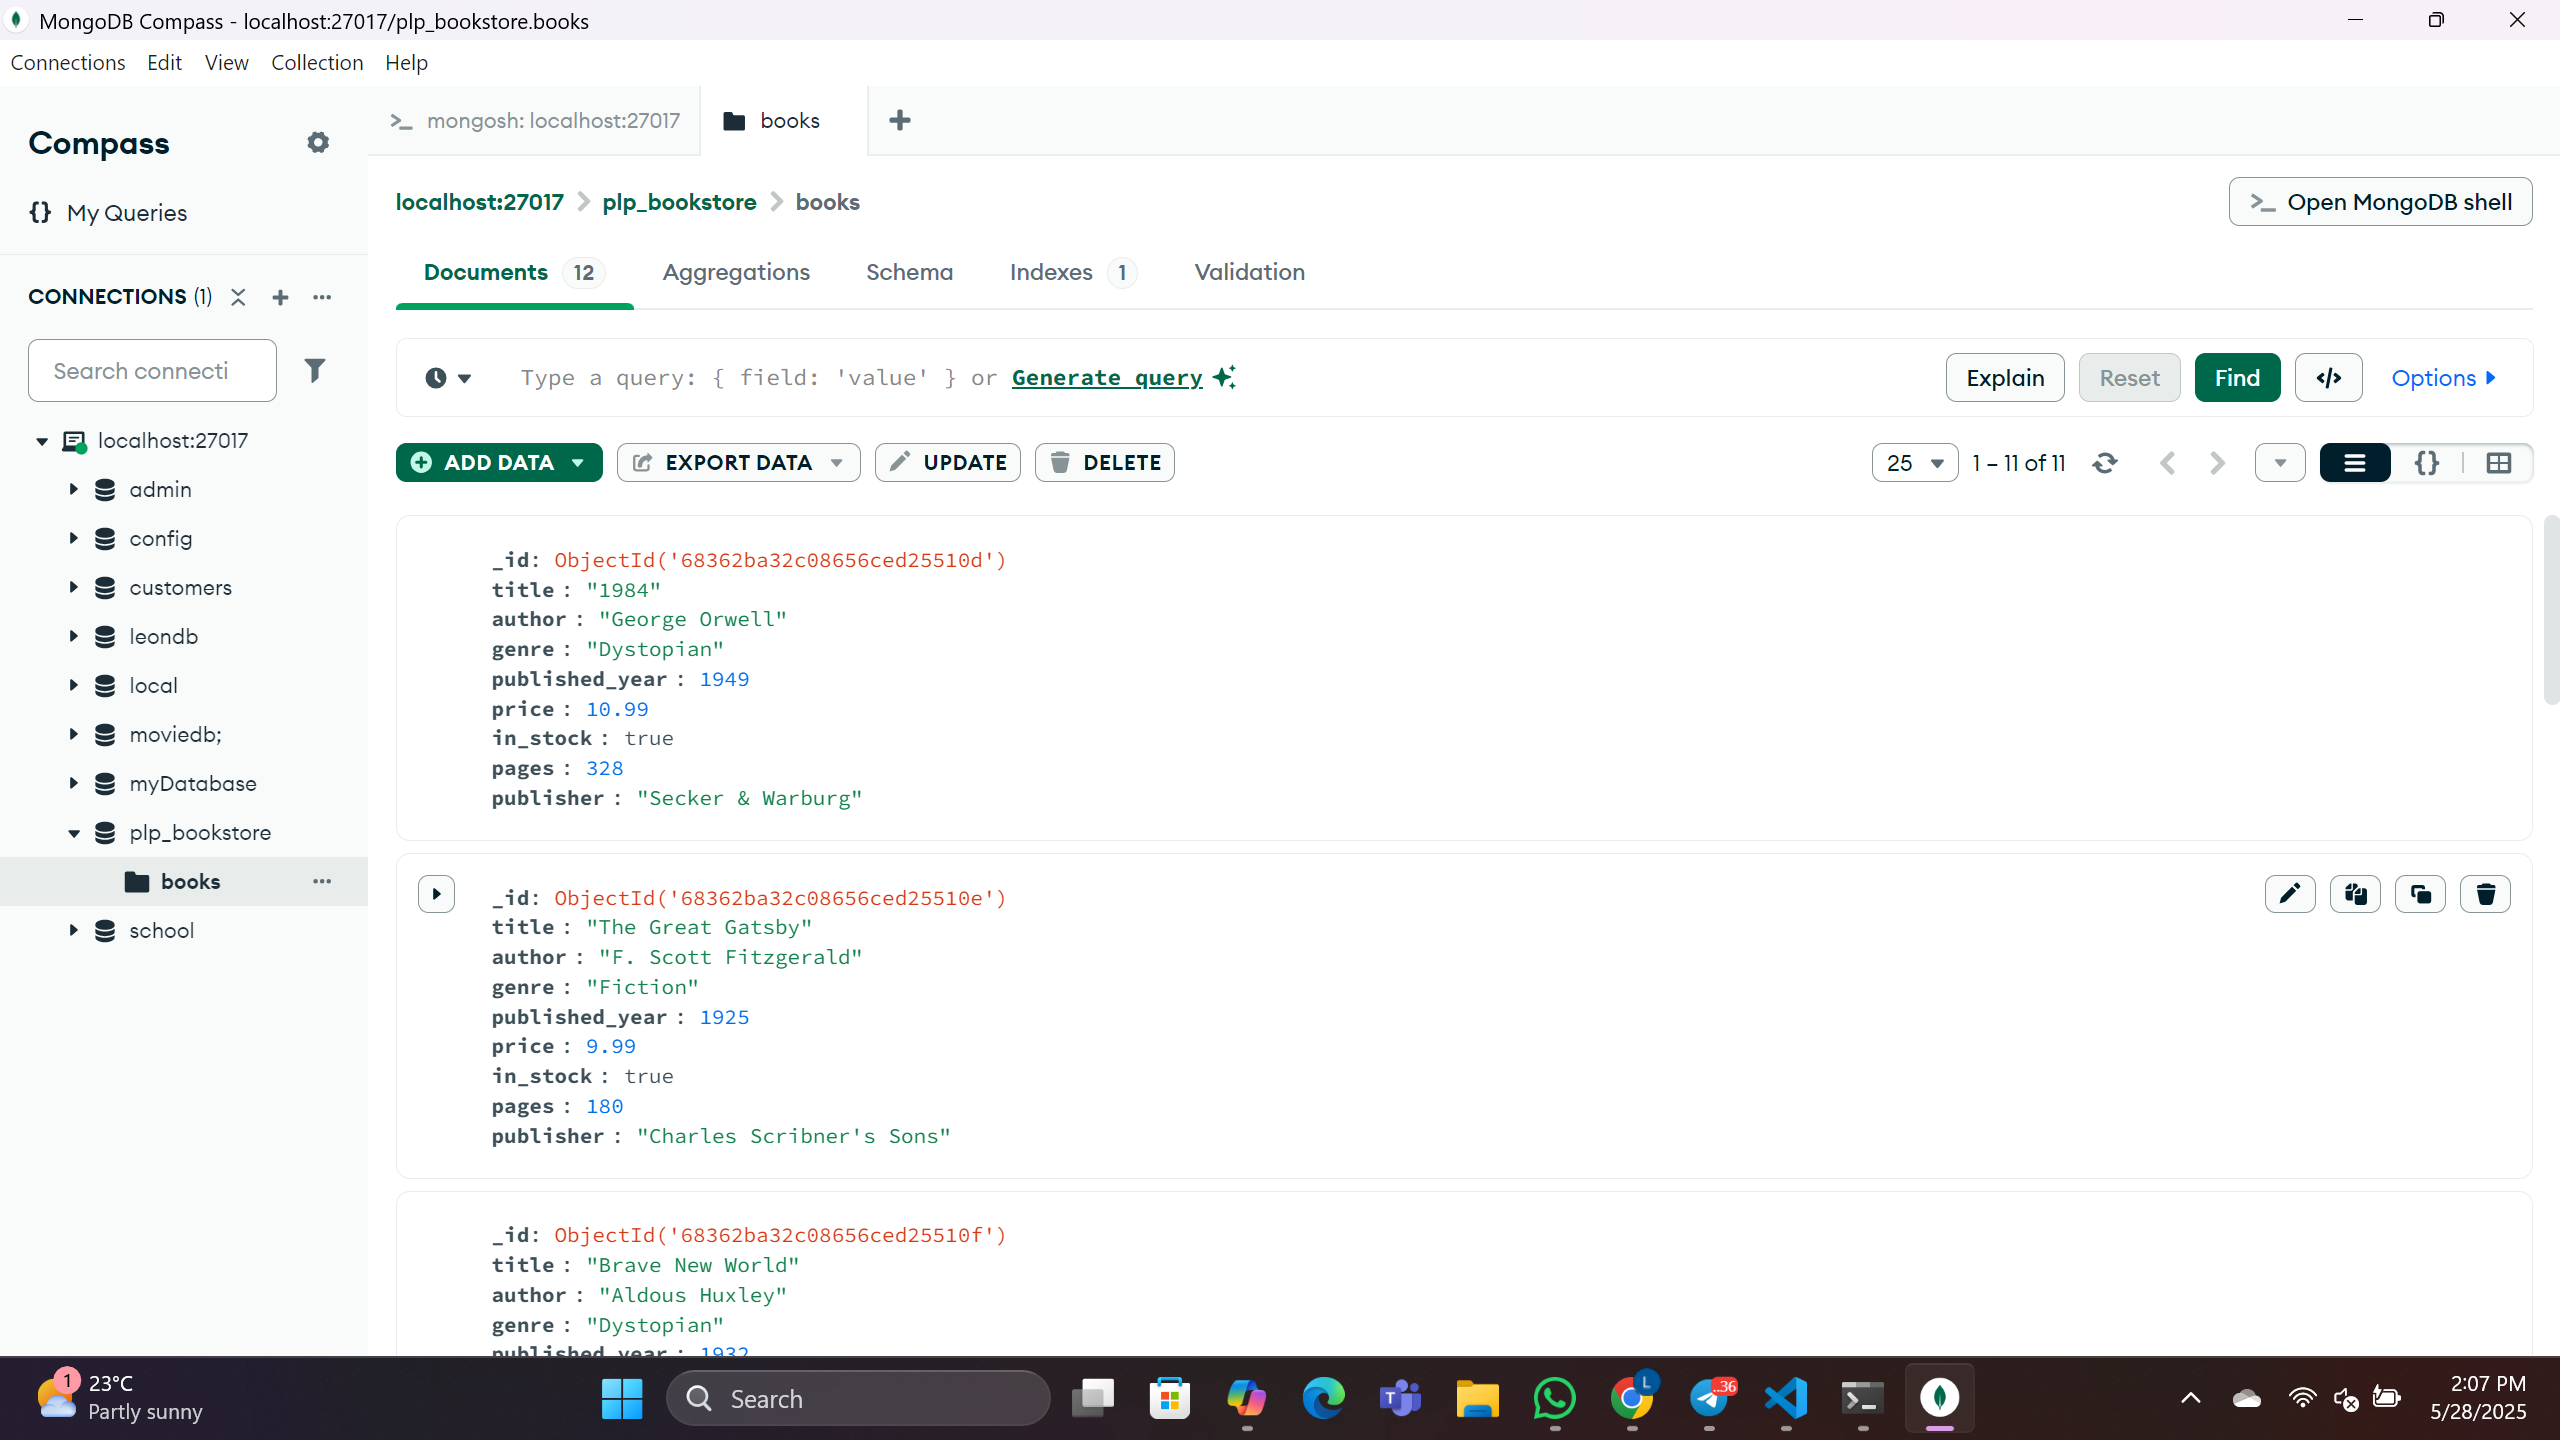 MongoDB Compass - localhost:27017/plp_bookstore.books
Connections Edit View Collection Help
Compass
My Queries
CONNECTIONS (1)
Search connecti
localhost:27017
admin
config
customers
leondb
local
moviedb;
myDatabase
plp_bookstore
books
school
>_ mongosh: localhost:27017
books
localhost:27017 > plp_bookstore > books
>_ Open MongoDB shell
Documents 12 Aggregations Schema Indexes 1 Validation
Type a query: { field: 'value' } or Generate query
Explain Reset Find </> Options
ADD DATA EXPORT DATA UPDATE DELETE
25 1 – 11 of 11 {}
_id: ObjectId('68362ba32c08656ced25510d')
title : "1984"
author : "George Orwell"
genre : "Dystopian"
published_year : 1949
price : 10.99
in_stock : true
pages : 328
publisher : "Secker & Warburg"
_id: ObjectId('68362ba32c08656ced25510e')
title : "The Great Gatsby"
author : "F. Scott Fitzgerald"
genre : "Fiction"
published_year : 1925
price : 9.99
in_stock : true
pages : 180
publisher : "Charles Scribner's Sons"
_id: ObjectId('68362ba32c08656ced25510f')
title : "Brave New World"
author : "Aldous Huxley"
genre : "Dystopian"
published_year : 1932
1
23°C
Partly sunny
Search
T
L
..36
2:07 PM
5/28/2025